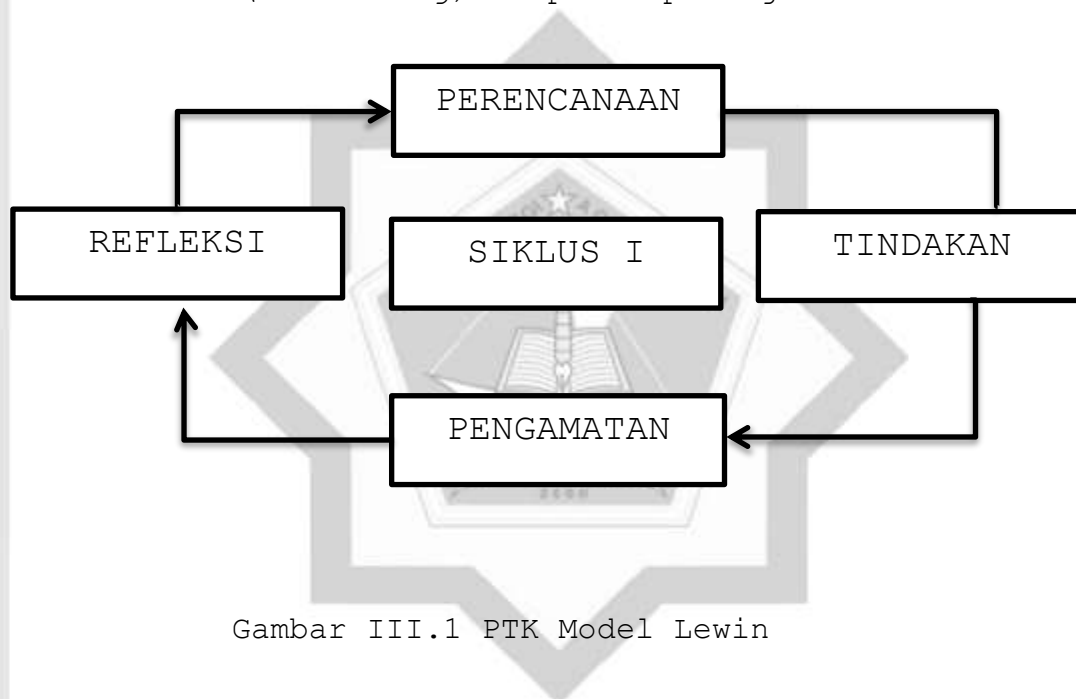 PERENCANAAN
REFLEKSI
SIKLUS I
TINDAKAN
PENGAMATAN
Gambar III.1 PTK Model Lewin